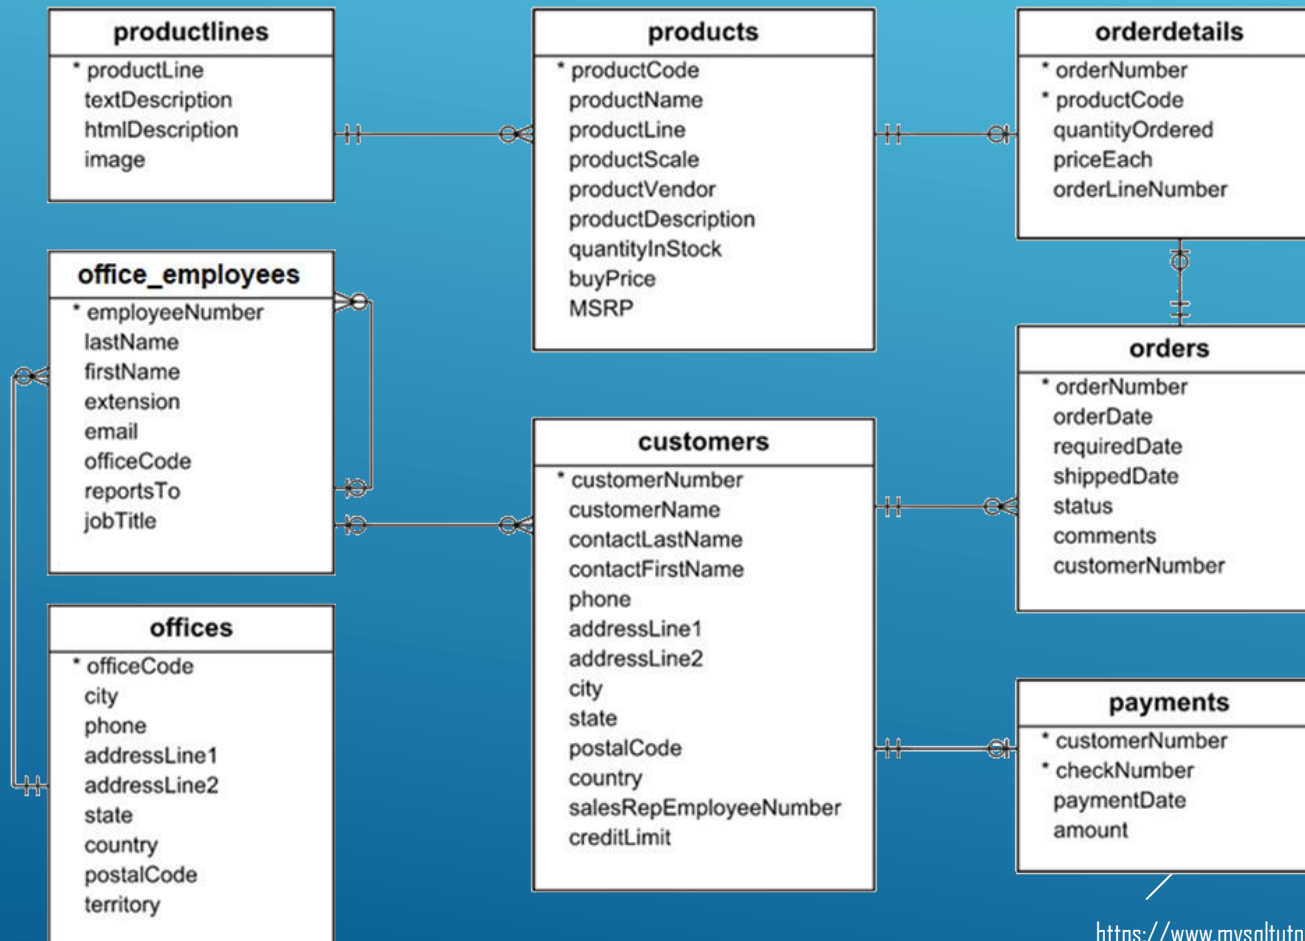 productlines
* productLine
textDescription
htmlDescription
image
products
* productCode
productName
productLine
productScale
productVendor
productDescription
quantityInStock
buyPrice
MSRP
orderdetails
* orderNumber
* productCode
quantityOrdered
priceEach
orderLineNumber
office_employees
* employeeNumber
lastName
firstName
extension
email
officeCode
reportsTo
jobTitle
customers
* customerNumber
customerName
contactLastName
contactFirstName
phone
addressLine1
addressLine2
city
state
postalCode
country
salesRepEmployeeNumber
creditLimit
orders
* orderNumber
orderDate
requiredDate
shippedDate
status
comments
customerNumber
offices
* officeCode
city
phone
addressLine1
addressLine2
state
country
postalCode
territory
payments
* customerNumber
* checkNumber
paymentDate
amount
https://www.mysqltuto